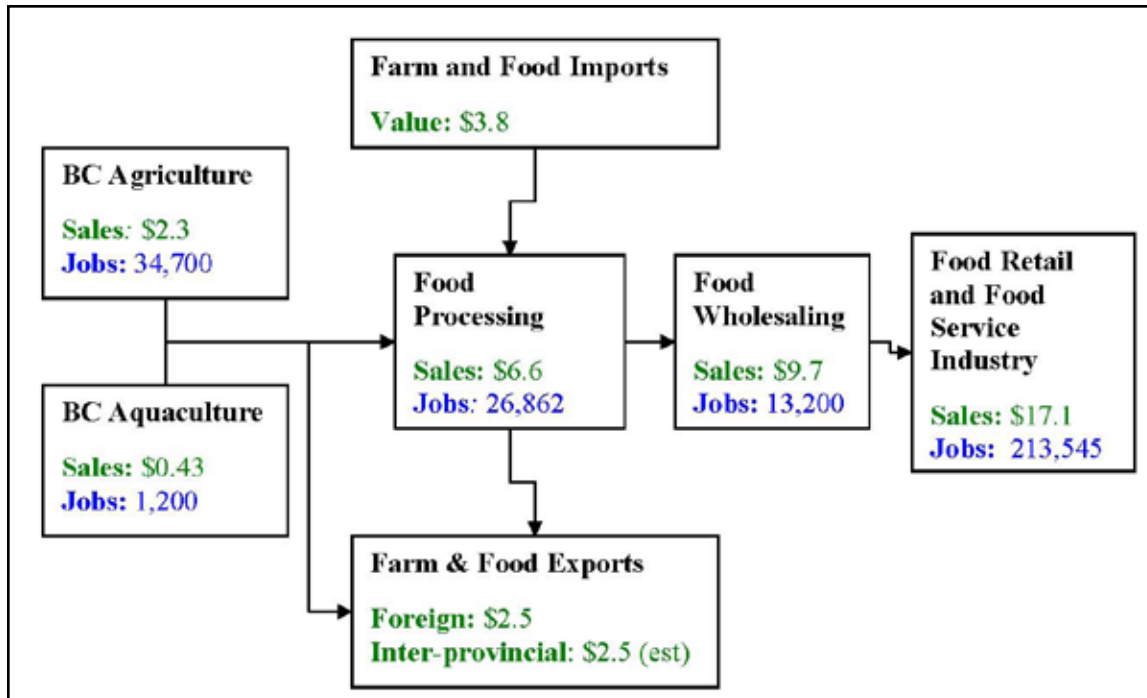 Farm and Food Imports
Value: $3.8
BC Agriculture
Sales: $2.3
Jobs: 34,700
BC Aquaculture
Sales: $0.43
Jobs: 1,200
Food
Processing
Sales: $6.6
Jobs: 26,862
Food
Wholesaling
Sales: $9.7
Jobs: 13,200
Food Retail
and Food
Service
Industry
Sales: $17.1
Jobs: 213,545
Farm & Food Exports
Foreign: $2.5
Inter-provincial: $2.5 (est)